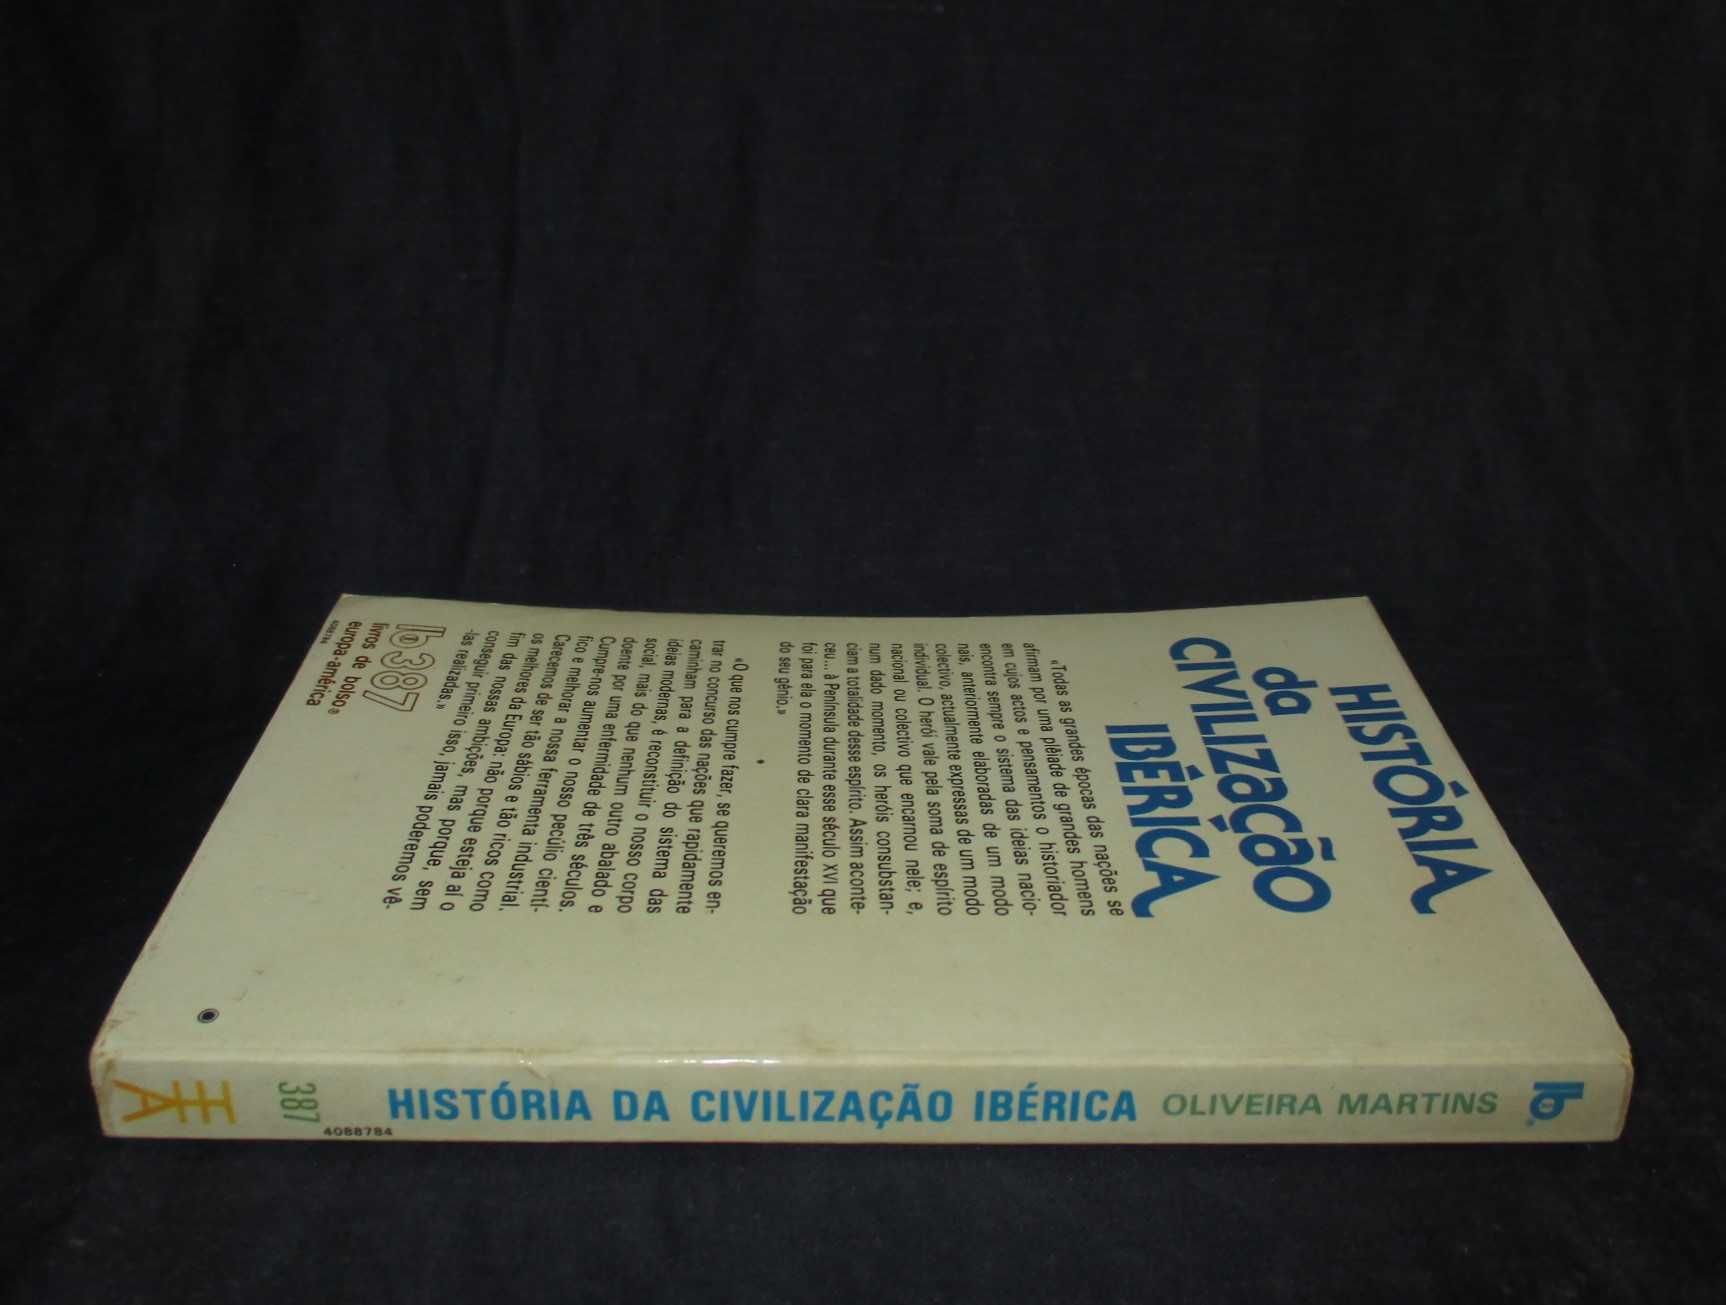 HISTÓRIA
da
CIVILIZAÇÃO
IBÉRICA
«Todas as grandes épocas das nações se
afirmam por uma plêiade de grandes homens
em cujos actos e pensamentos o historiador
encontra sempre o sistema das ideias nacio-
nais, anteriormente elaboradas de um modo
colectivo, actualmente expressas de um modo
individual. O herói vale pela soma de espírito
nacional ou colectivo que encarnou nele; e,
num dado momento, os heróis consubstan-
ciam a totalidade desse espírito. Assim aconte-
ceu... à Península durante esse século XVI que
foi para ela o momento de clara manifestação
do seu génio.»
*
«O que nos cumpre fazer, se queremos en-
trar no concurso das nações que rapidamente
caminham para a definição do sistema das
ideias modernas, é reconstituir o nosso corpo
social, mais do que nenhum outro abalado e
doente por uma enfermidade de três séculos.
Cumpre-nos aumentar o nosso pecúlio cientí-
fico e melhorar a nossa ferramenta industrial.
Carecemos de ser tão sábios e tão ricos como
os melhores da Europa: não porque esteja aí o
fim das nossas ambições, mas porque, sem
conseguir primeiro isso, jamais poderemos vê-
-las realizadas.»
lb 387
livros de bolso®
europa-américa
4088784
387
4088784
HISTÓRIA DA CIVILIZAÇÃO IBÉRICA OLIVEIRA MARTINS
lb